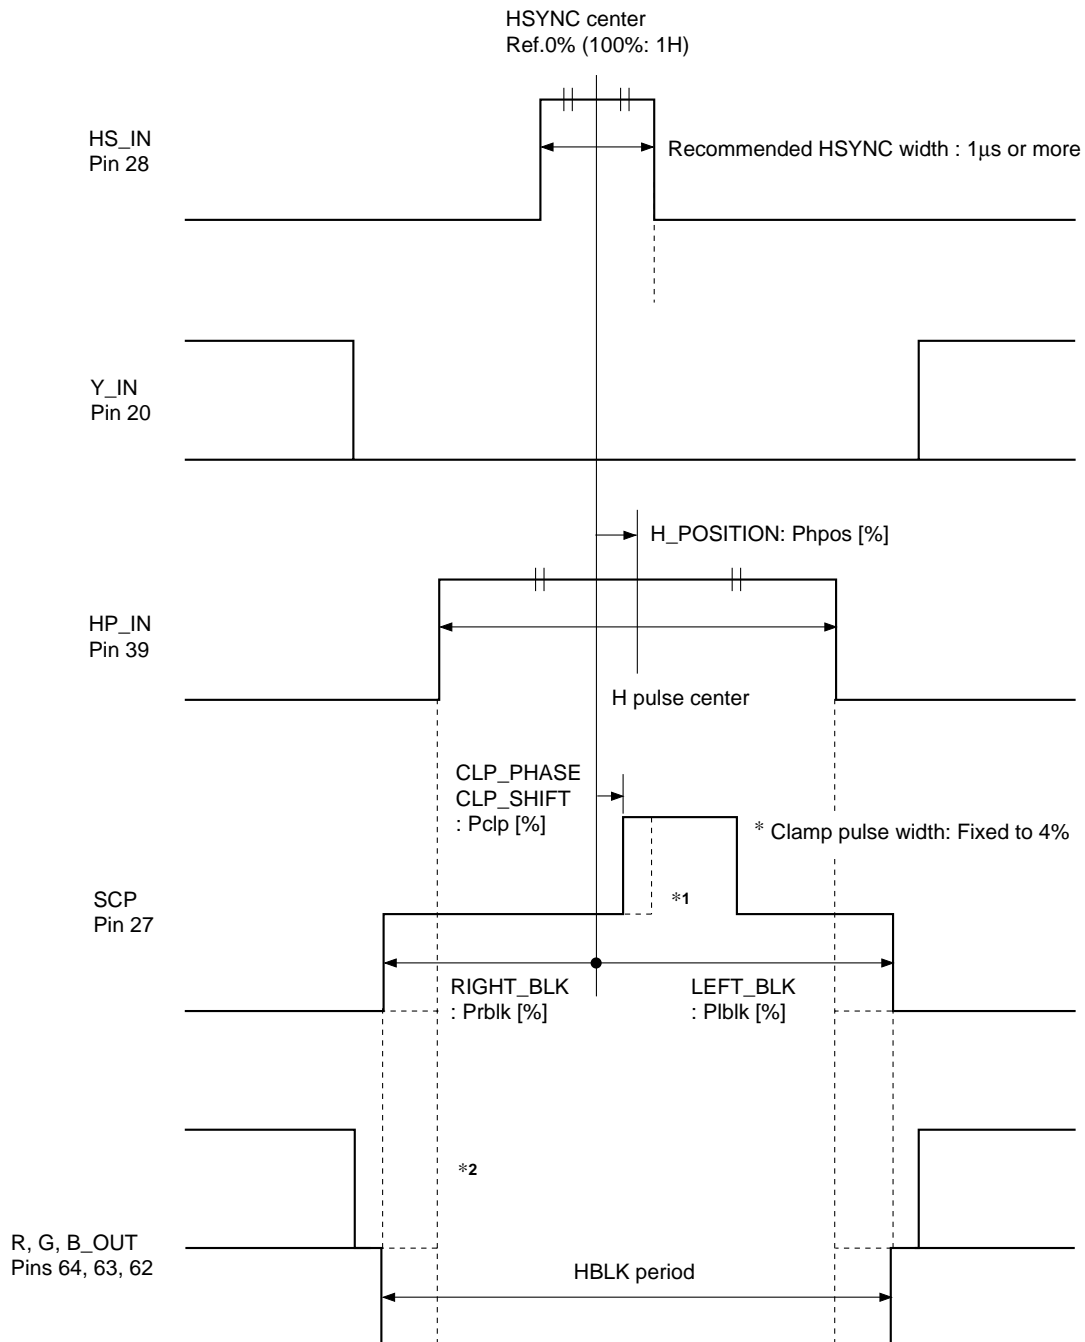 HSYNC center
Ref.0% (100%: 1H)
HS_IN
Pin 28
Recommended HSYNC width : 1µs or more
Y_IN
Pin 20
H_POSITION: Phpos [%]
HP_IN
Pin 39
H pulse center
CLP_PHASE
CLP_SHIFT
: Pclp [%]
* Clamp pulse width: Fixed to 4%
SCP
Pin 27
*1
RIGHT_BLK
: Prblk [%]
LEFT_BLK
: Plblk [%]
*2
R, G, B_OUT
Pins 64, 63, 62
HBLK period